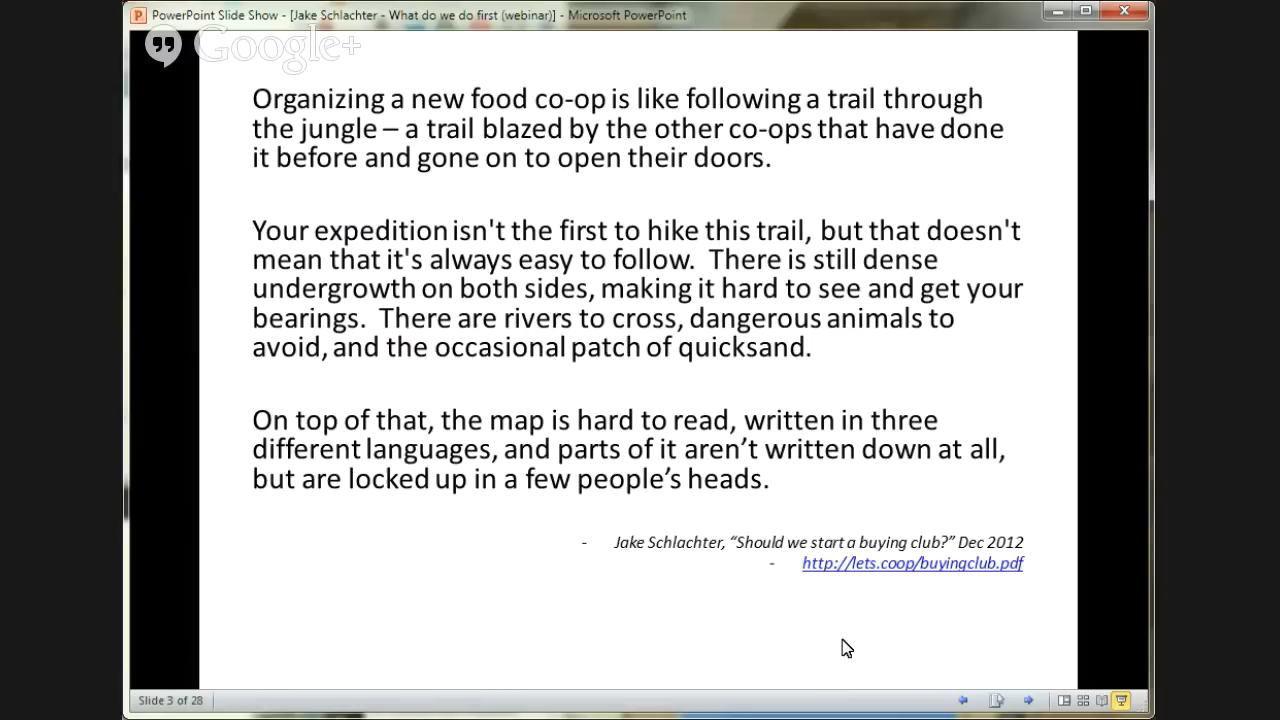 PowerPoint Slide Show - [Jake Schlachter - What do we do first (webinar)] - Microsoft PowerPoint
Google+
Organizing a new food co-op is like following a trail through
the jungle – a trail blazed by the other co-ops that have done
it before and gone on to open their doors.
Your expedition isn't the first to hike this trail, but that doesn't
mean that it's always easy to follow.  There is still dense
undergrowth on both sides, making it hard to see and get your
bearings.  There are rivers to cross, dangerous animals to
avoid, and the occasional patch of quicksand.
On top of that, the map is hard to read, written in three
different languages, and parts of it aren’t written down at all,
but are locked up in a few people’s heads.
- Jake Schlachter, “Should we start a buying club?” Dec 2012
- http://lets.coop/buyingclub.pdf
Slide 3 of 28